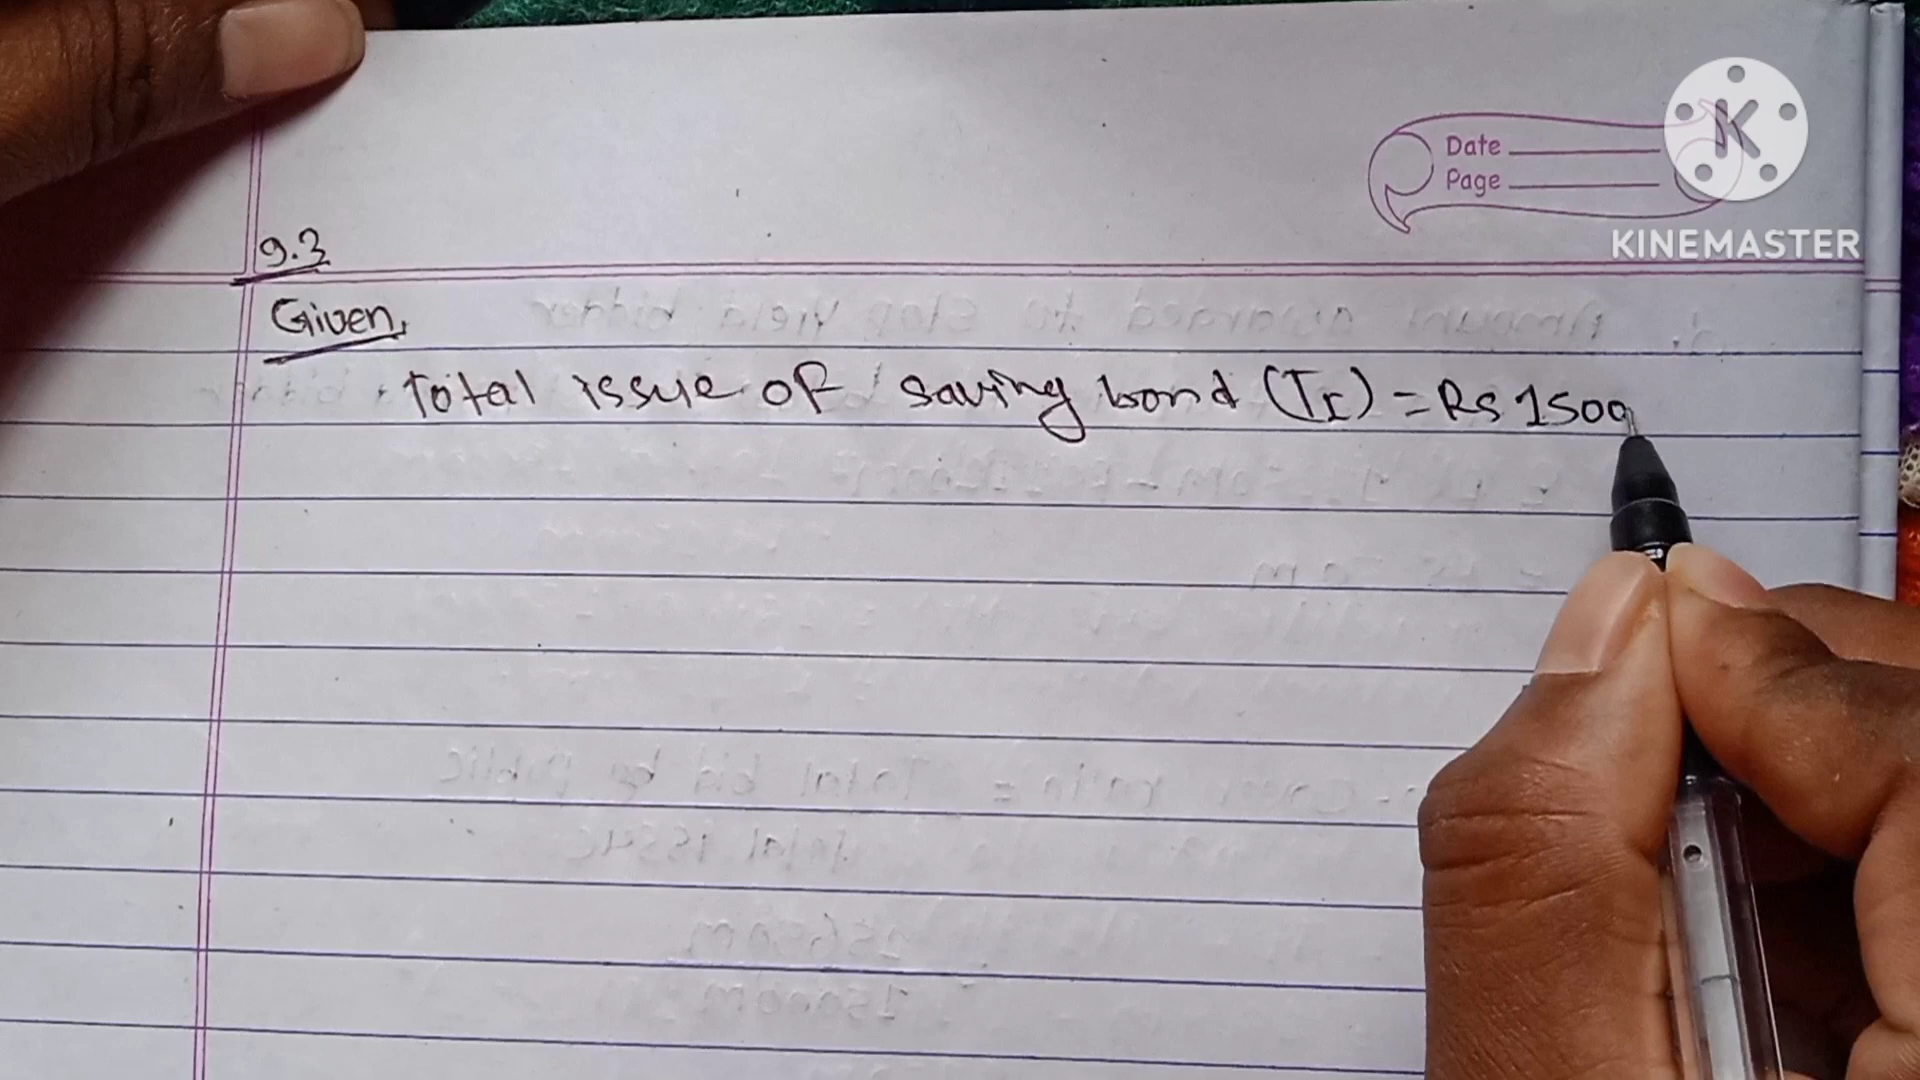 Date
Page
KINEMASTER
9.3
Given,
Total issue of saving bond (TI) = Rs 1500